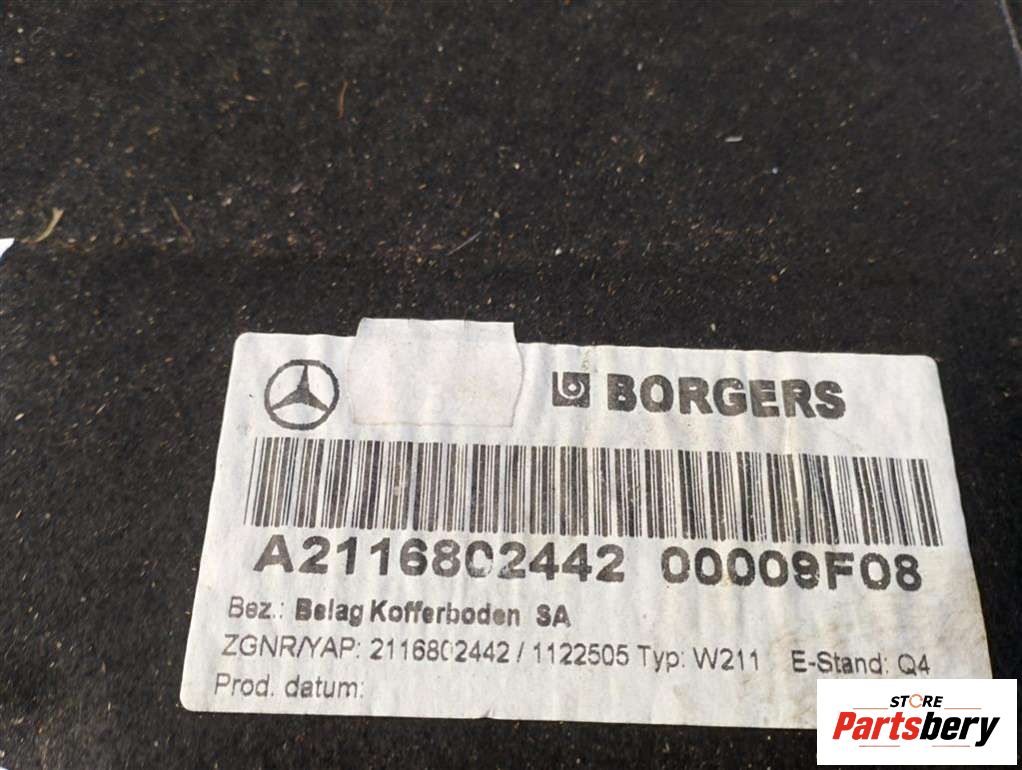 BORGERS
A2116802442 00009F08
Bez.: Belag Kofferboden SA
ZGNR/YAP: 2116802442 / 1122505 Typ: W211 E-Stand: Q4
Prod. datum:
STORE
Partsbery